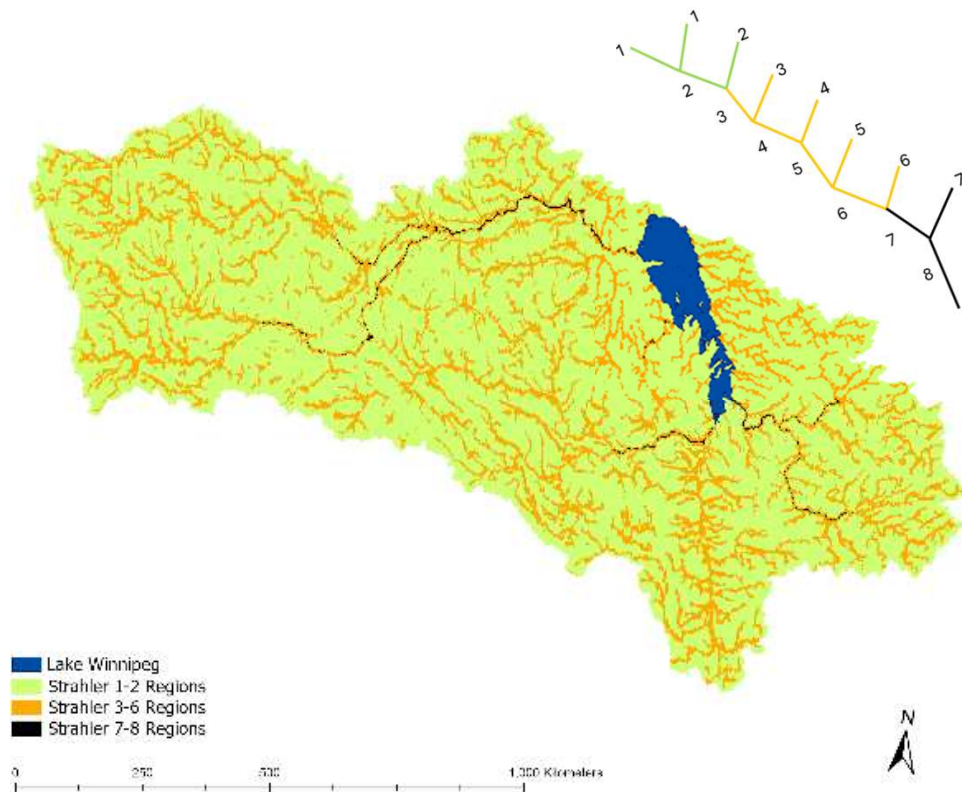 1
1
2
2
3
3
4
4
5
5
6
6
7
7
8
Lake Winnipeg
Strahler 1-2 Regions
Strahler 3-6 Regions
Strahler 7-8 Regions
N
0 250 500 1,000 Kilometers